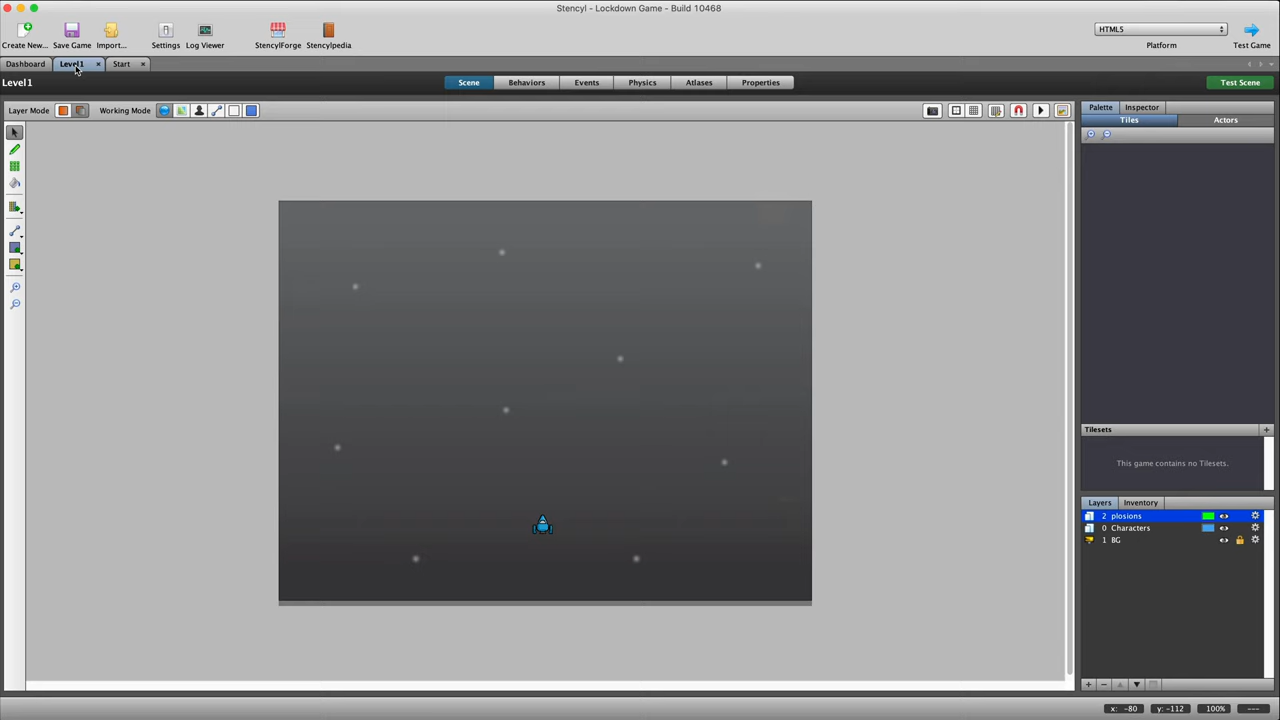 Stencyl - Lockdown Game - Build 10468
Create New... Save Game Import... Settings Log Viewer StencylForge Stencylpedia HTML5 Platform Test Game
Dashboard Level1 × Start ×
Level1 Scene Behaviors Events Physics Atlases Properties Test Scene
Layer Mode Working Mode
Palette Inspector
Tiles Actors
Tilesets +
This game contains no Tilesets.
Layers Inventory
2 plosions
0 Characters
1 BG
x: -80 y: -112 100% ---